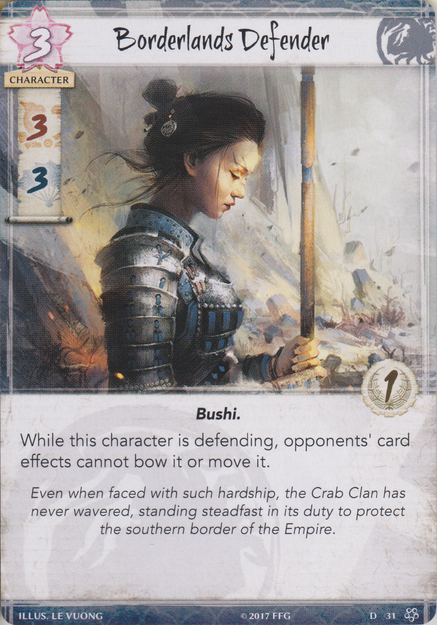 3
Borderlands Defender
CHARACTER
3
3
1
Bushi.
While this character is defending, opponents' card
effects cannot bow it or move it.
Even when faced with such hardship, the Crab Clan has
never wavered, standing steadfast in its duty to protect
the southern border of the Empire.
ILLUS. LE VUONG © 2017 FFG D 31